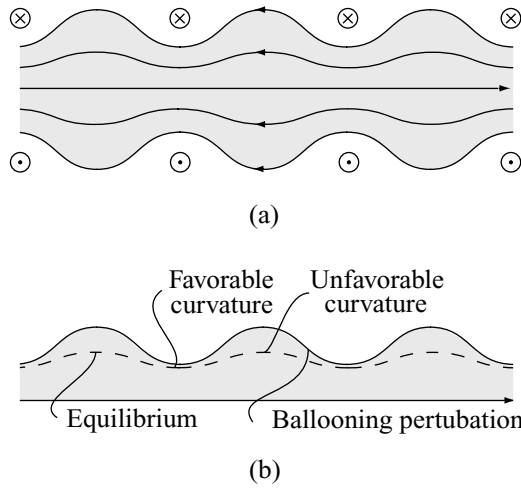 (a)
Favorable
curvature
Unfavorable
curvature
Equilibrium
Ballooning pertubation
(b)